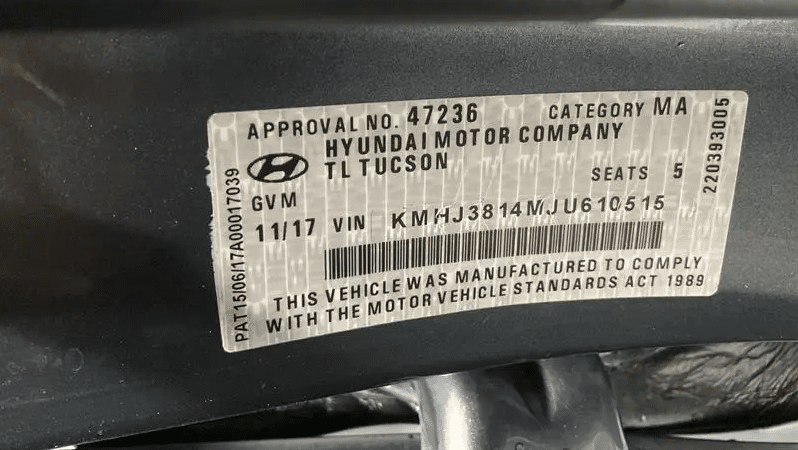 APPROVAL NO. 47236 CATEGORY MA
HYUNDAI MOTOR COMPANY
TL TUCSON
SEATS 5
GVM
11/17 VIN KMHJ3814MJU610515
THIS VEHICLE WAS MANUFACTURED TO COMPLY
WITH THE MOTOR VEHICLE STANDARDS ACT 1989
PAT15/06/17A00017039
220393005